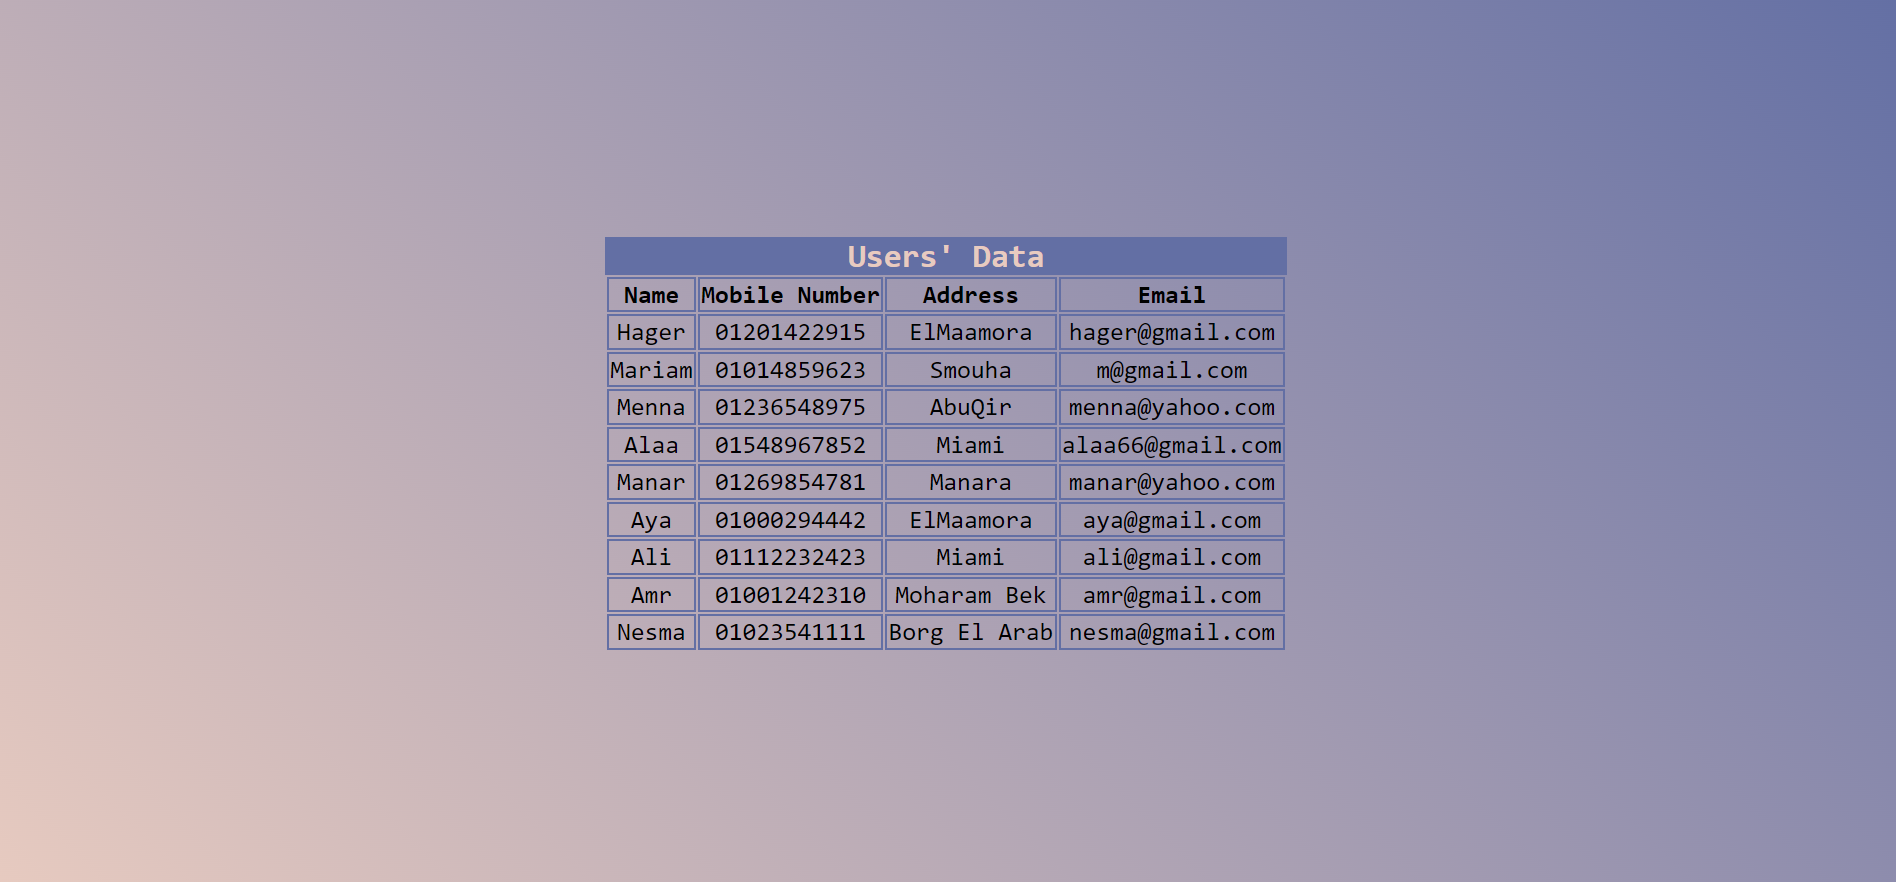 Users' Data
Name Mobile Number Address Email
Hager 01201422915 ElMaamora hager@gmail.com
Mariam 01014859623 Smouha m@gmail.com
Menna 01236548975 AbuQir menna@yahoo.com
Alaa 01548967852 Miami alaa66@gmail.com
Manar 01269854781 Manara manar@yahoo.com
Aya 01000294442 ElMaamora aya@gmail.com
Ali 01112232423 Miami ali@gmail.com
Amr 01001242310 Moharam Bek amr@gmail.com
Nesma 01023541111 Borg El Arab nesma@gmail.com